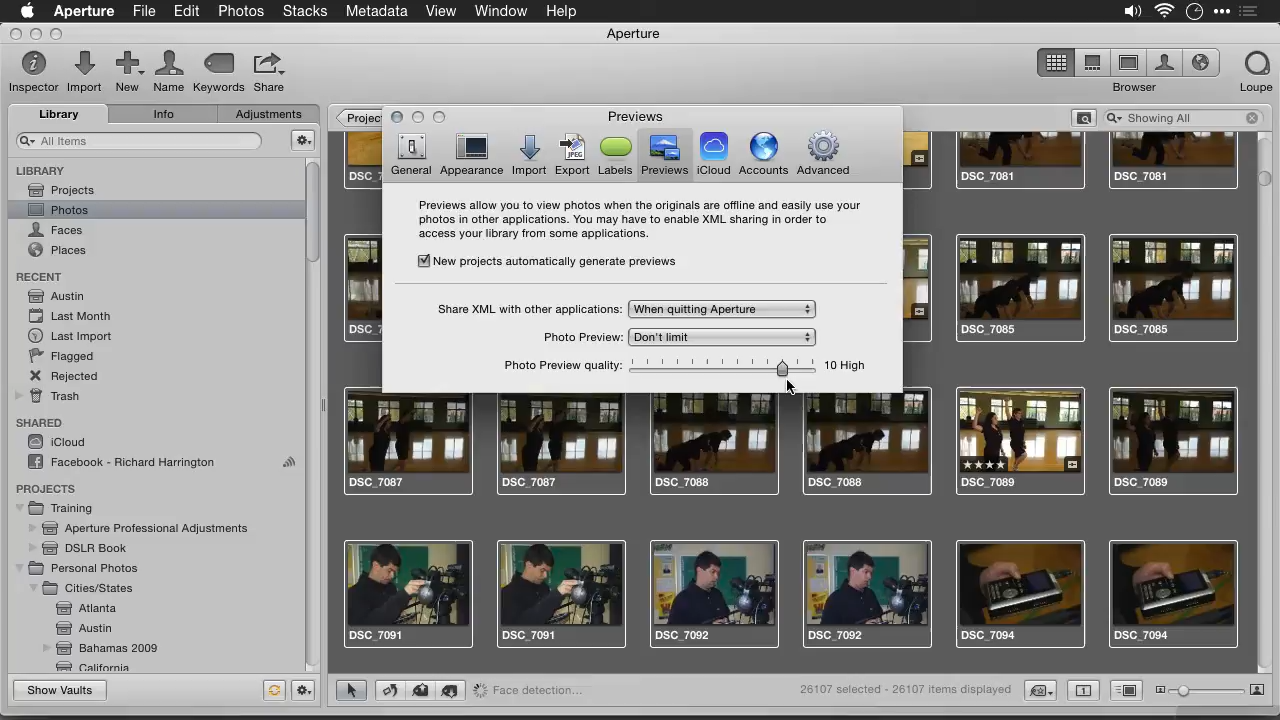 Aperture File Edit Photos Stacks Metadata View Window Help
Aperture
Inspector Import New Name Keywords Share
Browser Loupe
Library Info Adjustments
All Items
Showing All
LIBRARY
Projects
Photos
Faces
Places
RECENT
Austin
Last Month
Last Import
Flagged
Rejected
Trash
SHARED
iCloud
Facebook - Richard Harrington
PROJECTS
Training
Aperture Professional Adjustments
DSLR Book
Personal Photos
Cities/States
Atlanta
Austin
Bahamas 2009
California
Show Vaults
Previews
General Appearance Import Export Labels Previews iCloud Accounts Advanced
JPEG
Previews allow you to view photos when the originals are offline and easily use your
photos in other applications. You may have to enable XML sharing in order to
access your library from some applications.
New projects automatically generate previews
Share XML with other applications: When quitting Aperture
Photo Preview: Don't limit
Photo Preview quality: 10 High
DSC_7081 DSC_7081
DSC_7085 DSC_7085
DSC_7087 DSC_7087 DSC_7088 DSC_7088 DSC_7089 DSC_7089
DSC_7091 DSC_7091 DSC_7092 DSC_7092 DSC_7094 DSC_7094
Face detection...
26107 selected - 26107 items displayed
1